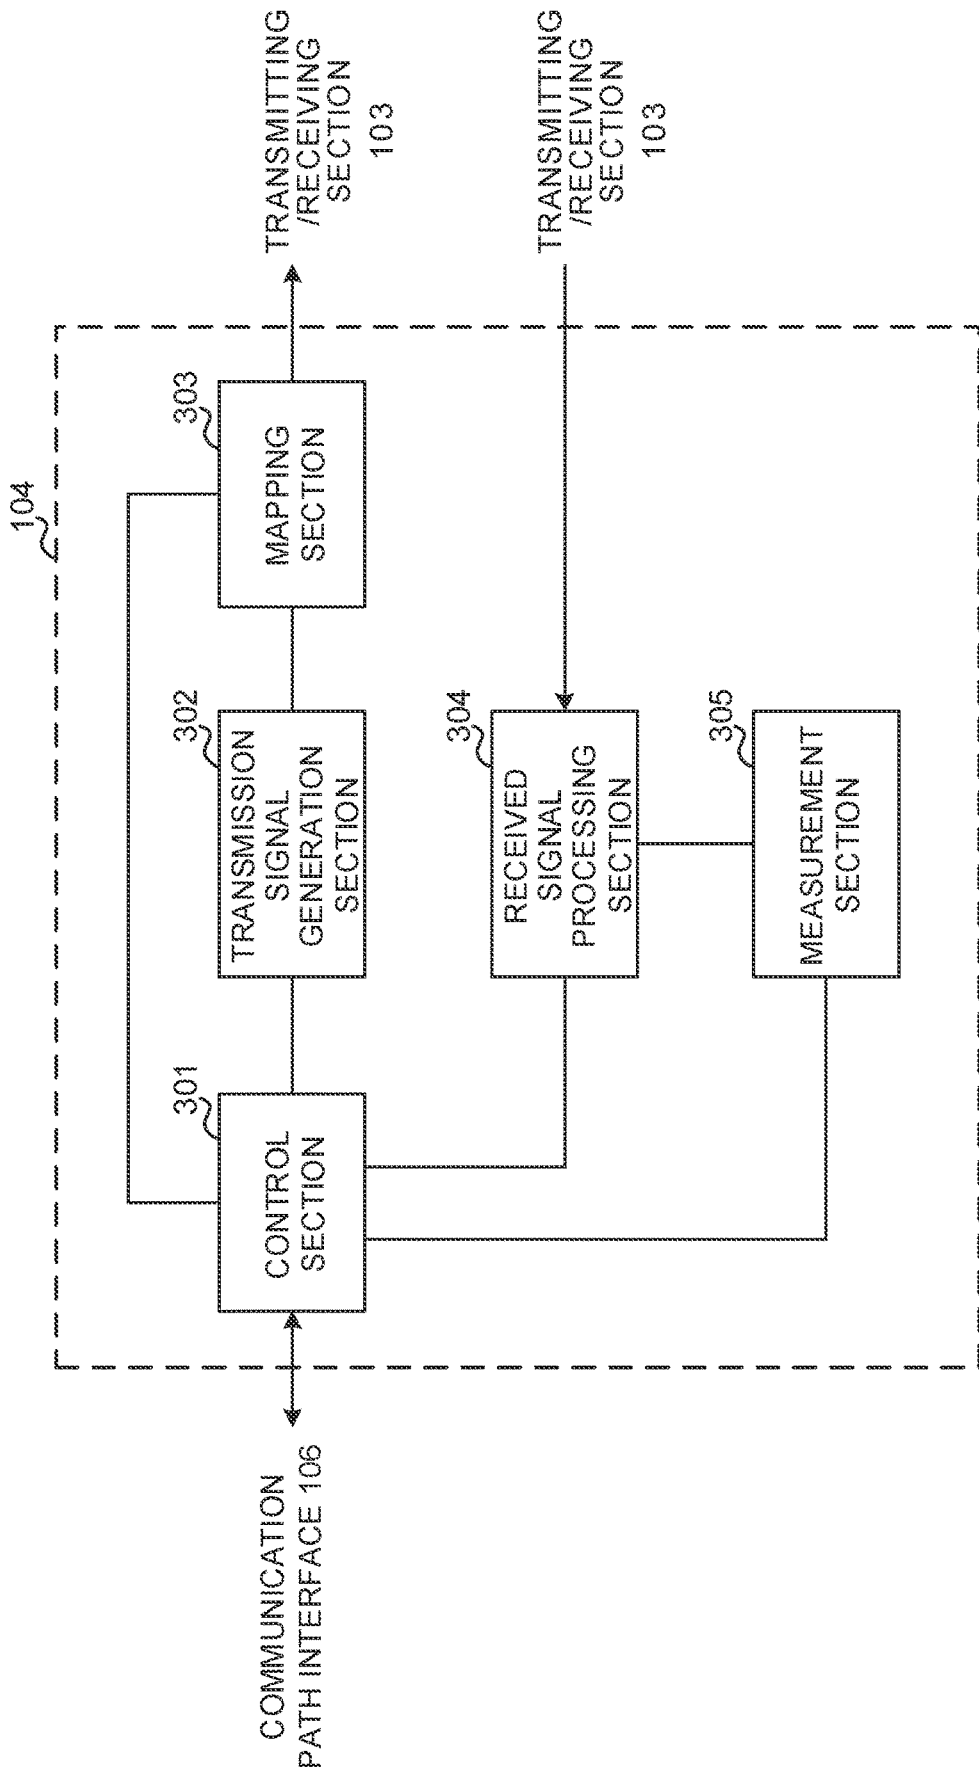 104
COMMUNICATION
PATH INTERFACE 106
301
CONTROL
SECTION
302
TRANSMISSION
SIGNAL
GENERATION
SECTION
303
MAPPING
SECTION
TRANSMITTING
/RECEIVING
SECTION
103
304
RECEIVED
SIGNAL
PROCESSING
SECTION
TRANSMITTING
/RECEIVING
SECTION
103
305
MEASUREMENT
SECTION